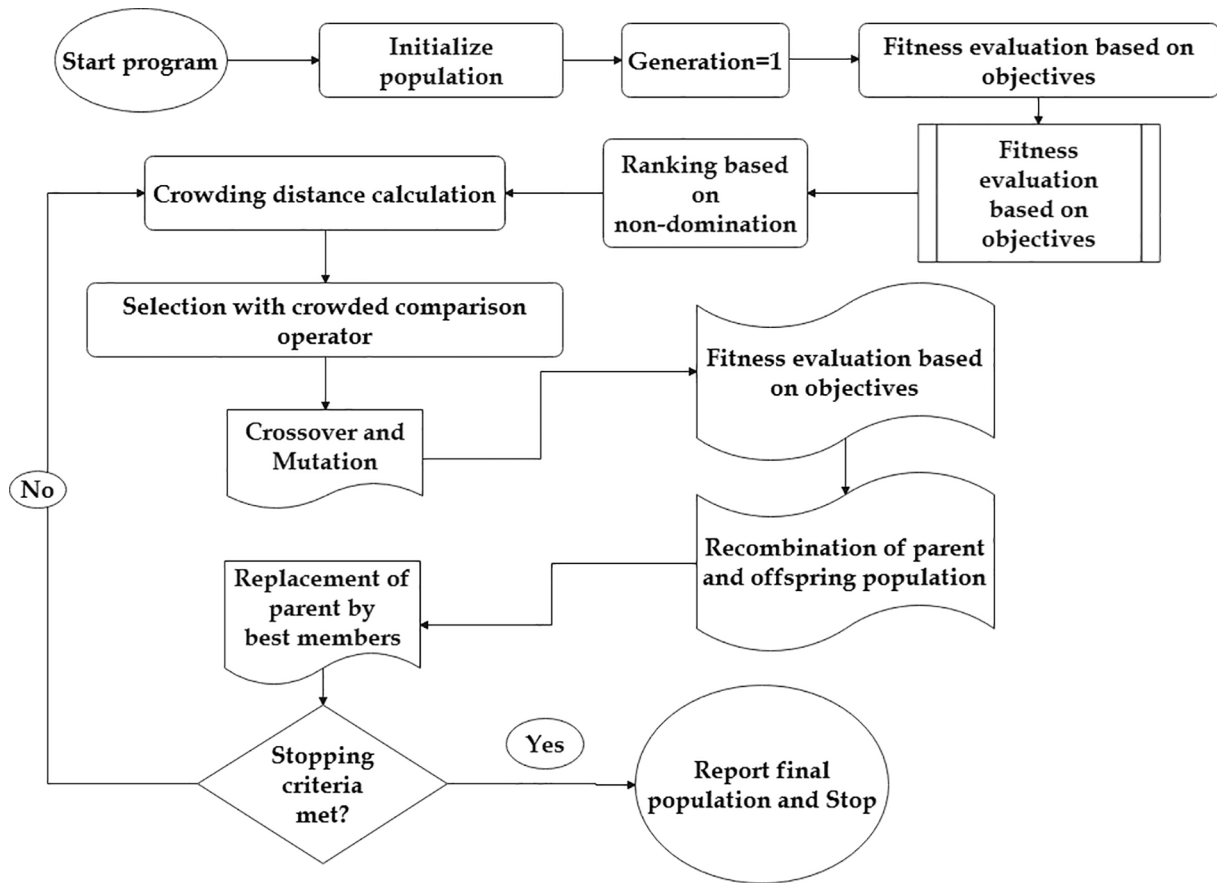 Start program
Initialize
population
Generation=1
Fitness evaluation based on
objectives
Fitness
evaluation
based on
objectives
Ranking based
on
non-domination
Crowding distance calculation
Selection with crowded comparison
operator
Crossover and
Mutation
Fitness evaluation based
on objectives
Recombination of parent
and offspring population
Replacement of
parent by
best members
Stopping
criteria
met?
No
Yes
Report final
population and Stop